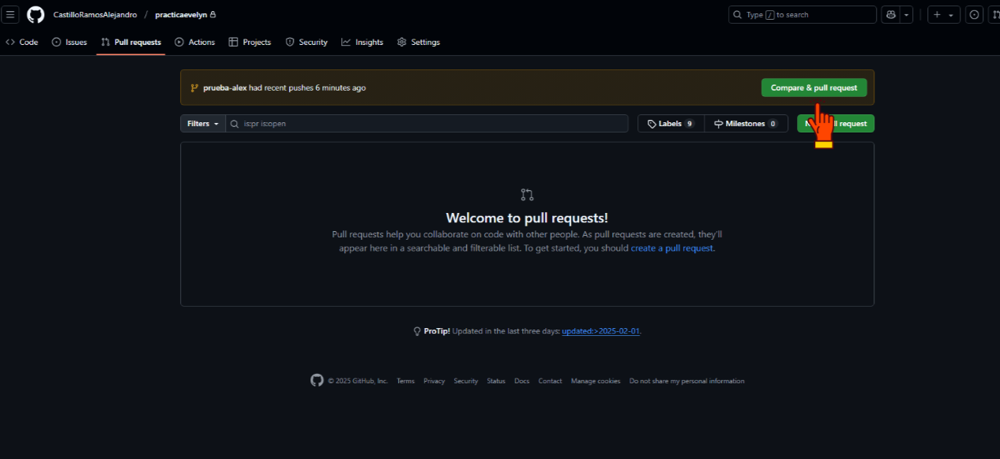 CastilloRamosAlejandro / practicaevelyn
Type / to search
Code Issues Pull requests Actions Projects Security Insights Settings
prueba-alex had recent pushes 6 minutes ago
Compare & pull request
Filters is:pr is:open
Labels 9 Milestones 0
request
Welcome to pull requests!
Pull requests help you collaborate on code with other people. As pull requests are created, they'll
appear here in a searchable and filterable list. To get started, you should create a pull request.
ProTip! Updated in the last three days: updated:>2025-02-01.
© 2025 GitHub, Inc. Terms Privacy Security Status Docs Contact Manage cookies Do not share my personal information